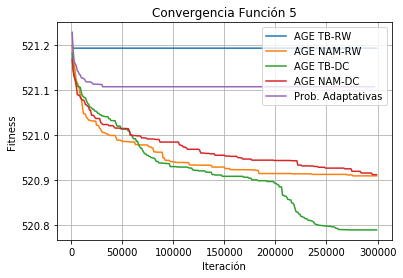 Convergencia Función 5
AGE TB-RW
AGE NAM-RW
AGE TB-DC
AGE NAM-DC
Prob. Adaptativas
Fitness
521.2
521.1
521.0
520.9
520.8
0
50000
100000
150000
200000
250000
300000
Iteración